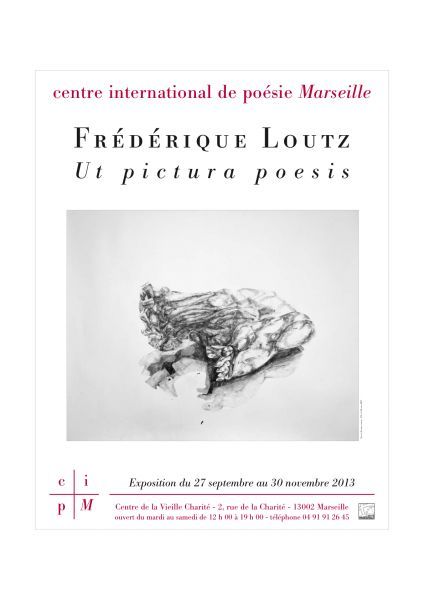 centre international de poésie Marseille
FRÉDÉRIQUE LOUTZ
Ut pictura poesis
c i
p M
Exposition du 27 septembre au 30 novembre 2013
Centre de la Vieille Charité - 2, rue de la Charité - 13002 Marseille
ouvert du mardi au samedi de 12 h 00 à 19 h 00 - téléphone 04 91 91 26 45